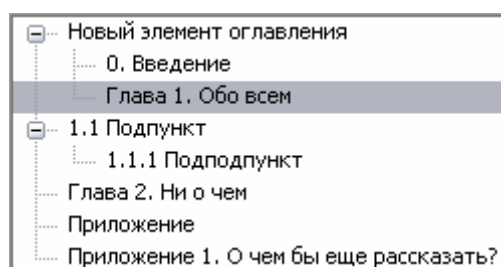 Новый элемент оглавления
0. Введение
Глава 1. Обо всем
1.1 Подпункт
1.1.1 Подподпункт
Глава 2. Ни о чем
Приложение
Приложение 1. О чем бы еще рассказать?